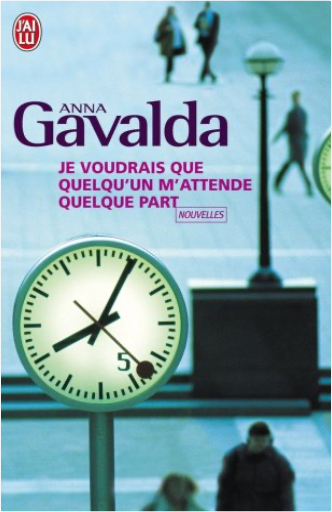 J'AI
LU
ANNA
Gavalda
JE VOUDRAIS QUE
QUELQU'UN M'ATTENDE
QUELQUE PART
NOUVELLES
5